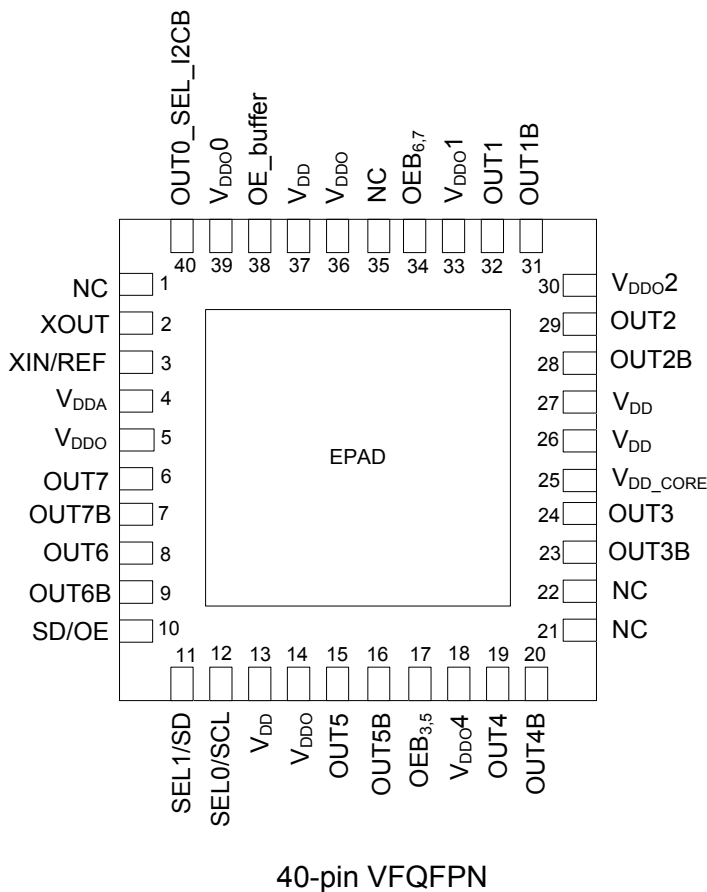 OUT0_SEL_I2CB
VDDO0
OE_buffer
VDD
VDDO
NC
OEB6,7
VDDO1
OUT1
OUT1B
40 39 38 37 36 35 34 33 32 31
NC 1
XOUT 2
XIN/REF 3
VDDA 4
VDDO 5
OUT7 6
OUT7B 7
OUT6 8
OUT6B 9
SD/OE 10
EPAD
30 VDDO2
29 OUT2
28 OUT2B
27 VDD
26 VDD
25 VDD_CORE
24 OUT3
23 OUT3B
22 NC
21 NC
11 12 13 14 15 16 17 18 19 20
SEL1/SD
SEL0/SCL
VDD
VDDO
OUT5
OUT5B
OEB3,5
VDDO4
OUT4
OUT4B
40-pin VFQFPN